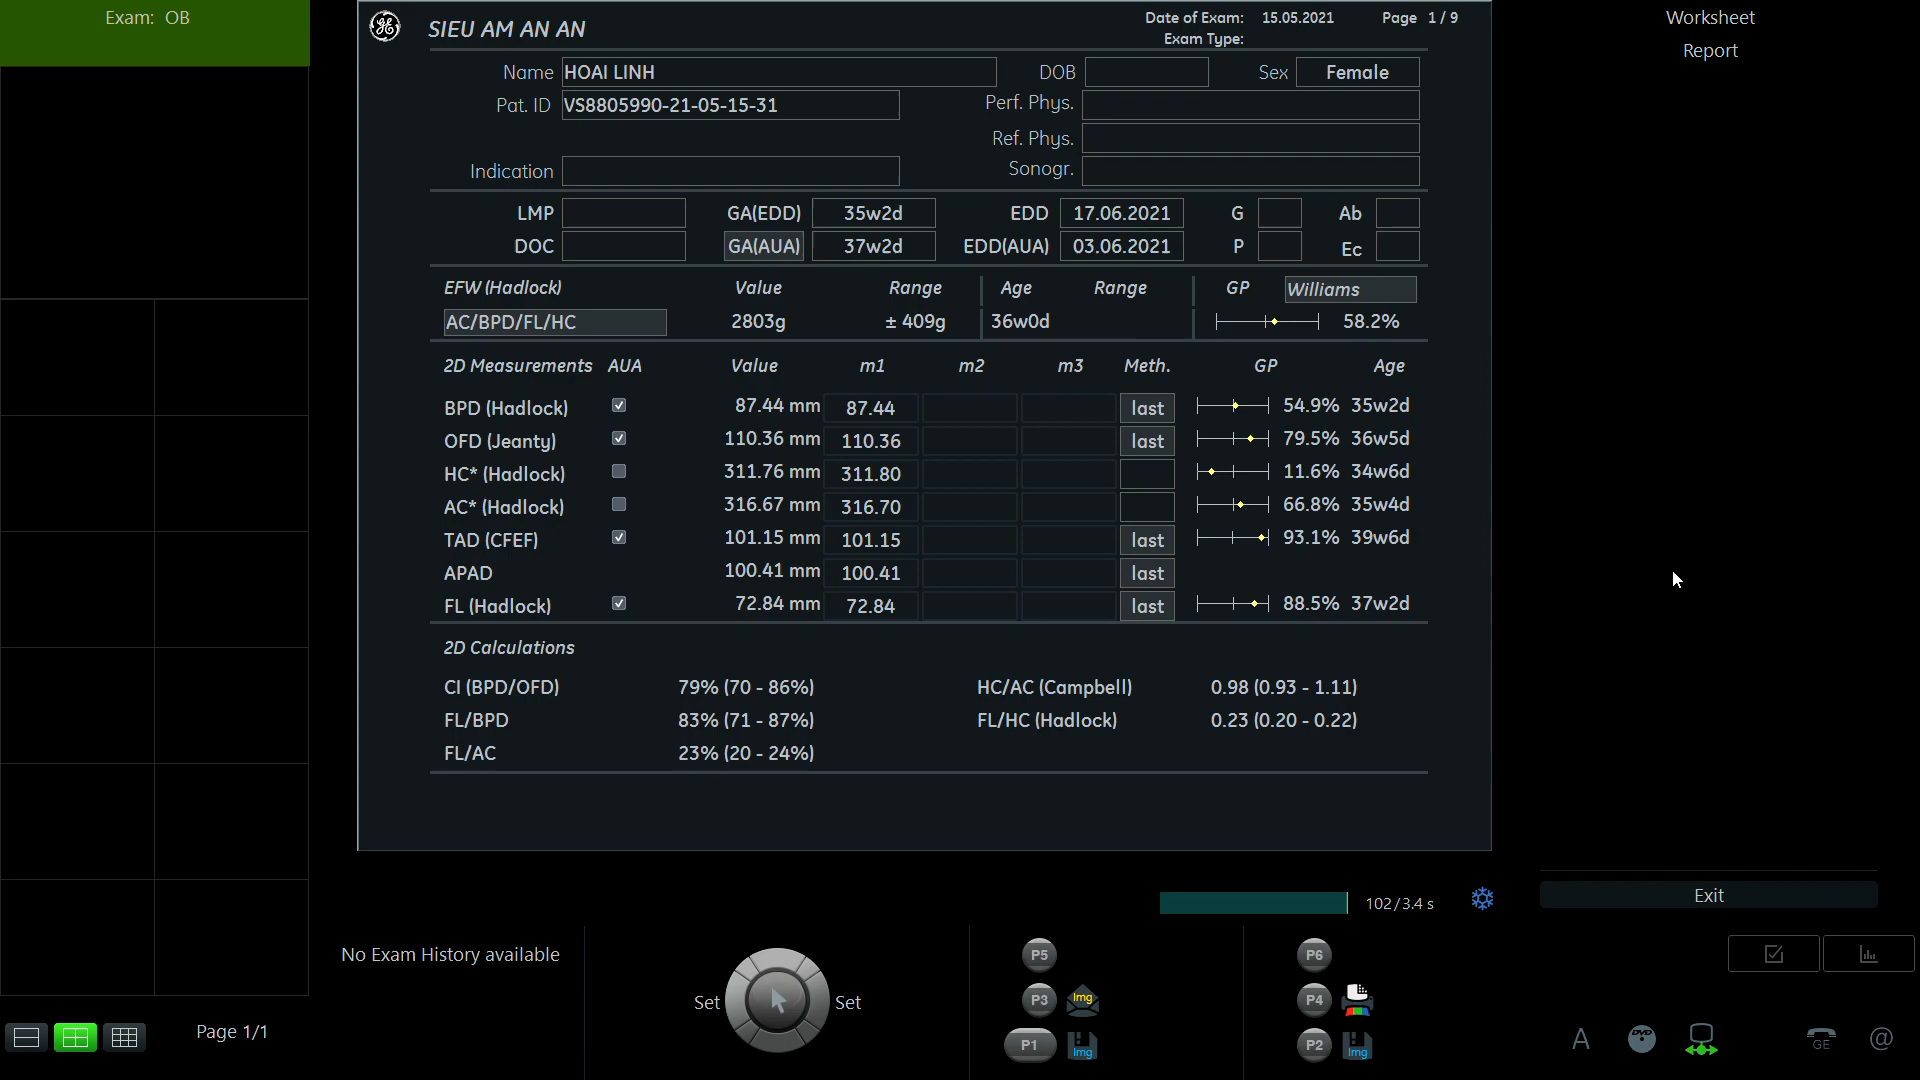 Exam: OB
SIEU AM AN AN
Date of Exam: 15.05.2021 Page 1 / 9
Exam Type:
Worksheet
Report
Name HOAI LINH DOB Sex Female
Pat. ID VS8805990-21-05-15-31 Perf. Phys.
Ref. Phys.
Indication Sonogr.
LMP GA(EDD) 35w2d EDD 17.06.2021 G Ab
DOC GA(AUA) 37w2d EDD(AUA) 03.06.2021 P Ec
EFW (Hadlock) Value Range Age Range GP Williams
AC/BPD/FL/HC 2803g ± 409g 36w0d 58.2%
2D Measurements AUA Value m1 m2 m3 Meth. GP Age
BPD (Hadlock) 87.44 mm 87.44 last 54.9% 35w2d
OFD (Jeanty) 110.36 mm 110.36 last 79.5% 36w5d
HC* (Hadlock) 311.76 mm 311.80 11.6% 34w6d
AC* (Hadlock) 316.67 mm 316.70 66.8% 35w4d
TAD (CFEF) 101.15 mm 101.15 last 93.1% 39w6d
APAD 100.41 mm 100.41 last
FL (Hadlock) 72.84 mm 72.84 last 88.5% 37w2d
2D Calculations
CI (BPD/OFD) 79% (70 - 86%) HC/AC (Campbell) 0.98 (0.93 - 1.11)
FL/BPD 83% (71 - 87%) FL/HC (Hadlock) 0.23 (0.20 - 0.22)
FL/AC 23% (20 - 24%)
102/3.4 s
Exit
No Exam History available
Set Set
P5 P6
P3 Img P4
P1 Img P2 Img
Page 1/1
A DVD GE @